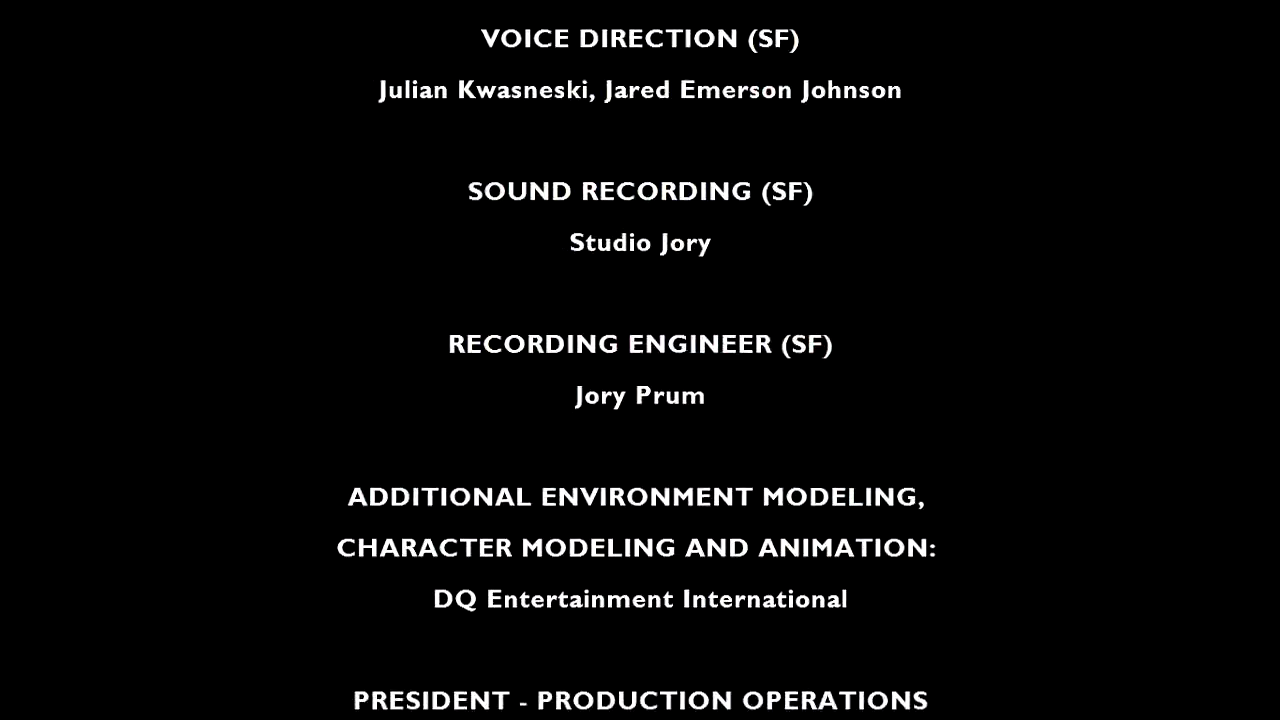 VOICE DIRECTION (SF)
Julian Kwasneski, Jared Emerson Johnson
SOUND RECORDING (SF)
Studio Jory
RECORDING ENGINEER (SF)
Jory Prum
ADDITIONAL ENVIRONMENT MODELING,
CHARACTER MODELING AND ANIMATION:
DQ Entertainment International
PRESIDENT - PRODUCTION OPERATIONS